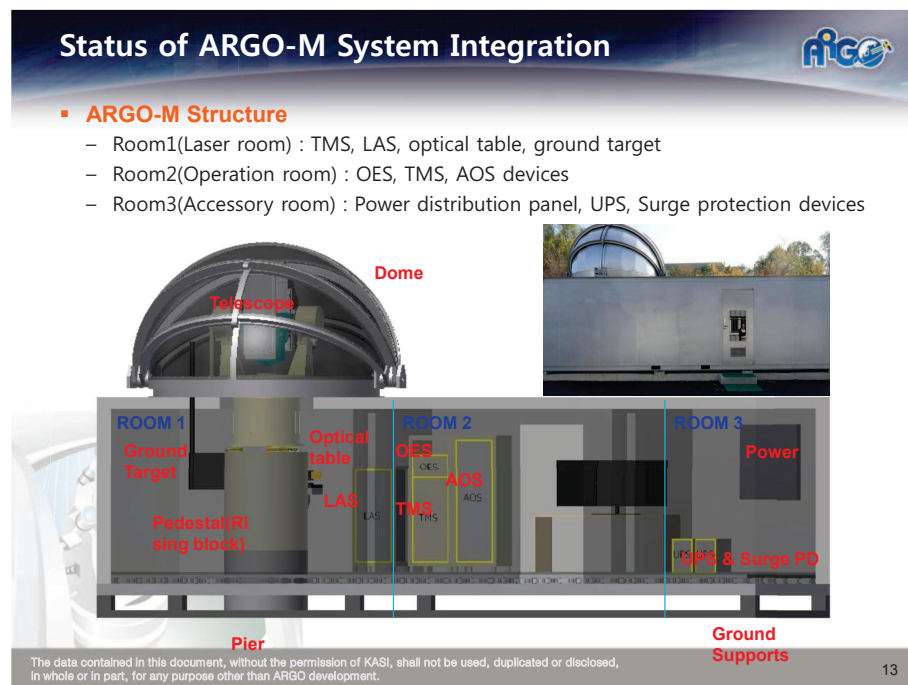 Status of ARGO-M System Integration
ARGO
▪ ARGO-M Structure
– Room1(Laser room) : TMS, LAS, optical table, ground target
– Room2(Operation room) : OES, TMS, AOS devices
– Room3(Accessory room) : Power distribution panel, UPS, Surge protection devices
Dome
Telescope
ROOM 1
ROOM 2
ROOM 3
Ground
Target
Optical
table
OES
OES
AOS
AOS
Power
LAS
LAS
TMS
TMS
Pedestal(Ri
sing block)
UPS UPS
UPS & Surge PD
Pier
Ground
Supports
The data contained in this document, without the permission of KASI, shall not be used, duplicated or disclosed,
in whole or in part, for any purpose other than ARGO development.
13